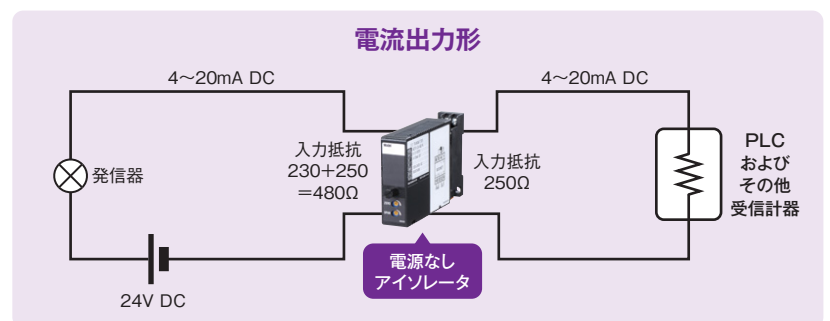 電流出力形
4～20mA DC
4～20mA DC
発信器
入力抵抗
230＋250
＝480Ω
入力抵抗
250Ω
PLC
および
その他
受信計器
電源なし
アイソレータ
24V DC